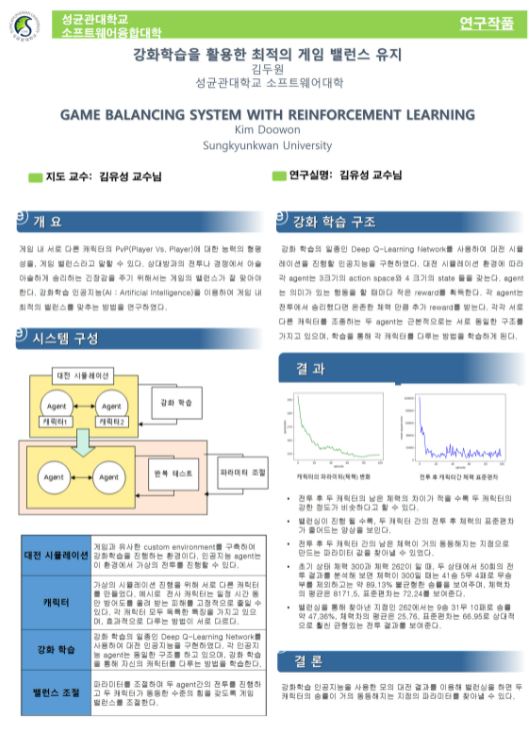 성균관대학교
소프트웨어융합대학
연구작품
강화학습을 활용한 최적의 게임 밸런스 유지
김두원
성균관대학교 소프트웨어대학
GAME BALANCING SYSTEM WITH REINFORCEMENT LEARNING
Kim Doowon
Sungkyunkwan University
지도 교수: 김유성 교수님
연구실명: 김유성 교수님
개 요
게임 내 서로 다른 캐릭터의 PvP(Player Vs. Player)에 대한 능력의 형평
성을, 게임 밸런스라고 말할 수 있다. 상대방과의 전투나 경쟁에서 아슬
아슬하게 승리하는 긴장감을 주기 위해서는 게임의 밸런스가 잘 맞아야
한다. 강화학습 인공지능(AI : Artificial Intelligence)을 이용하여 게임 내
최적의 밸런스를 맞추는 방법을 연구하였다.
시스템 구성
대전 시뮬레이션
Agent
Agent
캐릭터1
캐릭터2
강화 학습
Agent
Agent
반복 테스트
파라미터 조절
대전 시뮬레이션
게임과 유사한 custom environment를 구축하여
강화학습을 진행하는 환경이다. 인공지능 agent는
이 환경에서 가상의 전투를 진행할 수 있다.
캐릭터
가상의 시뮬레이션 진행을 위해 서로 다른 캐릭터
를 만들었다. 예시로 전사 캐릭터는 일정 시간 동
안 방어도를 올려 받는 피해를 고정적으로 줄일 수
있다. 각 캐릭터 모두 독특한 특징을 가지고 있으
며, 효과적으로 다루는 방법이 서로 다르다.
강화 학습
강화 학습의 일종인 Deep Q-Learning Network를
사용하여 대전 인공지능을 구현하였다. 각 인공지
능 agent는 동일한 구조를 하고 있으며, 강화 학습
을 통해 자신의 캐릭터를 다루는 방법을 학습한다.
밸런스 조절
파라미터를 조절하며 두 agent간의 전투를 진행하
고 두 캐릭터가 동등한 수준의 힘을 갖도록 게임
밸런스를 조절한다.
강화 학습 구조
강화 학습의 일종인 Deep Q-Learning Network를 사용하여 대전 시뮬
레이션을 진행할 인공지능을 구현하였다. 대전 시뮬레이션 환경에 따라
각 agent는 3크기의 action space와 4 크기의 state 들을 갖는다. agent
는 의미가 있는 행동을 할 때마다 작은 reward를 획득한다. 각 agent는
전투에서 승리했다면 온존한 체력 만큼 추가 reward를 받는다. 각각 서로
다른 캐릭터를 조종하는 두 agent는 근본적으로는 서로 동일한 구조를
가지고 있으며, 학습을 통해 각 캐릭터를 다루는 방법을 학습하게 된다.
결 과
캐릭터의 파라미터(체력) 변화
전투 후 캐릭터간 체력 표준편차
• 전투 후 두 캐릭터의 남은 체력의 차이가 적을 수록 두 캐릭터의
강한 정도가 비슷하다고 할 수 있다.
• 밸런싱이 진행 될 수록, 두 캐릭터 간의 전투 후 체력의 표준편차
가 줄어드는 양상을 보인다.
• 전투 후 두 캐릭터 간의 남은 체력이 거의 동등해지는 지점으로
만드는 파라미터 값을 찾아낼 수 있었다.
• 초기 상태 체력 300과 체력 262이 일 때, 두 상태에서 50회의 전
투 결과를 분석해 보면 체력이 300일 때는 41승 5무 4패로 무승
부를 제외하고는 약 89.13% 불균형한 승률을 보여주며, 체력차
의 평균은 8171.5, 표준편차는 72.24를 보여준다.
• 밸런싱을 통해 찾아낸 지점인 262에서는 9승 31무 10패로 승률
약 47.36%, 체력차의 평균은 25.76, 표준편차는 66.95로 상대적
으로 훨씬 균형있는 전투 결과를 보여준다.
결 론
강화학습 인공지능을 사용한 모의 대전 결과를 이용해 밸런싱을 하면 두
캐릭터의 승률이 거의 동등해지는 지점의 파라미터를 찾아낼 수 있다.